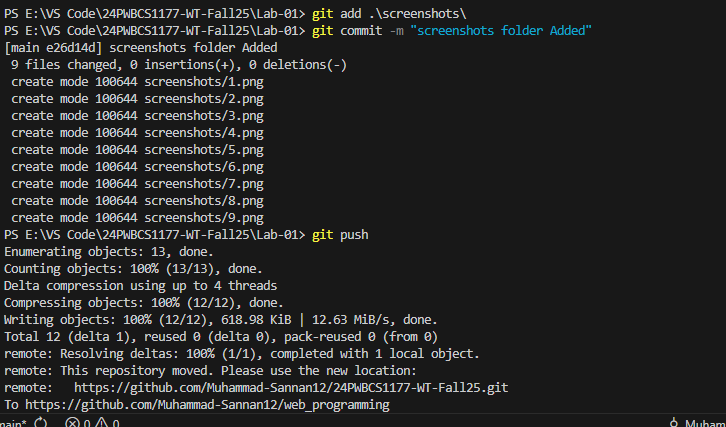 PS E:\VS Code\24PWBCS1177-WT-Fall25\Lab-01> git add .\screenshots\
PS E:\VS Code\24PWBCS1177-WT-Fall25\Lab-01> git commit -m "screenshots folder Added"
[main e26d14d] screenshots folder Added
 9 files changed, 0 insertions(+), 0 deletions(-)
 create mode 100644 screenshots/1.png
 create mode 100644 screenshots/2.png
 create mode 100644 screenshots/3.png
 create mode 100644 screenshots/4.png
 create mode 100644 screenshots/5.png
 create mode 100644 screenshots/6.png
 create mode 100644 screenshots/7.png
 create mode 100644 screenshots/8.png
 create mode 100644 screenshots/9.png
PS E:\VS Code\24PWBCS1177-WT-Fall25\Lab-01> git push
Enumerating objects: 13, done.
Counting objects: 100% (13/13), done.
Delta compression using up to 4 threads
Compressing objects: 100% (12/12), done.
Writing objects: 100% (12/12), 618.98 KiB | 12.63 MiB/s, done.
Total 12 (delta 1), reused 0 (delta 0), pack-reused 0 (from 0)
remote: Resolving deltas: 100% (1/1), completed with 1 local object.
remote: This repository moved. Please use the new location:
remote:   https://github.com/Muhammad-Sannan12/24PWBCS1177-WT-Fall25.git
To https://github.com/Muhammad-Sannan12/web_programming
0 0